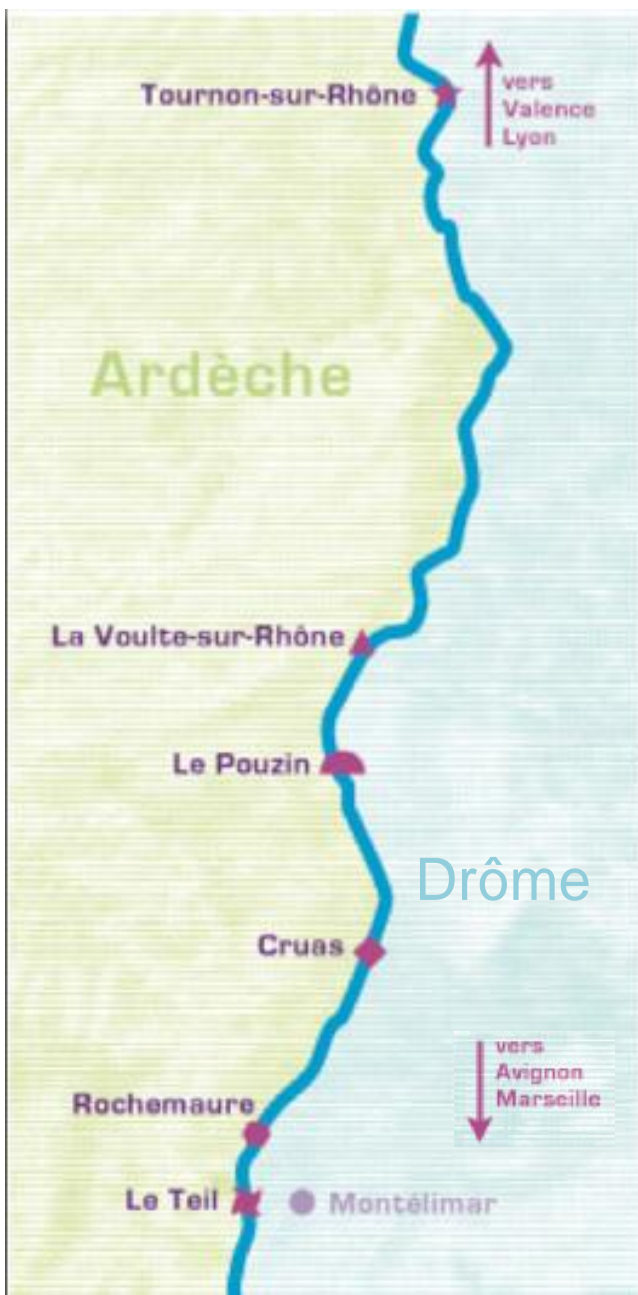 Tournon-sur-Rhône
vers
Valence
Lyon
Ardèche
La Voulte-sur-Rhône
Le Pouzin
Drôme
Cruas
vers
Avignon
Marseille
Rochemaure
Le Teil
Montélimar